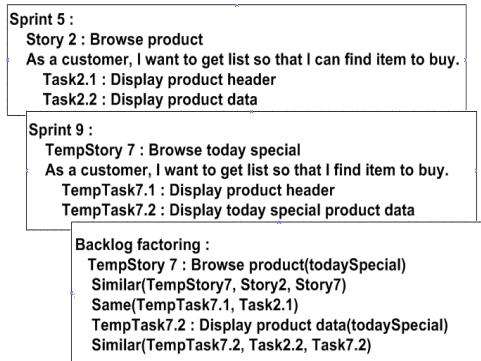 Sprint 5 :
Story 2 : Browse product
As a customer, I want to get list so that I can find item to buy.
Task2.1 : Display product header
Task2.2 : Display product data
Sprint 9 :
TempStory 7 : Browse today special
As a customer, I want to get list so that I find item to buy.
TempTask7.1 : Display product header
TempTask7.2 : Display today special product data
Backlog factoring :
TempStory 7 : Browse product(todaySpecial)
Similar(TempStory7, Story2, Story7)
Same(TempTask7.1, Task2.1)
TempTask7.2 : Display product data(todaySpecial)
Similar(TempTask7.2, Task2.2, Task7.2)